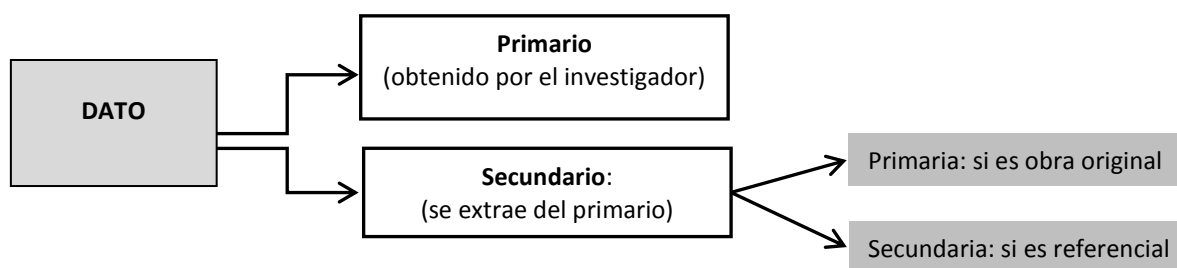 DATO
Primario
(obtenido por el investigador)
Secundario:
(se extrae del primario)
Primaria: si es obra original
Secundaria: si es referencial